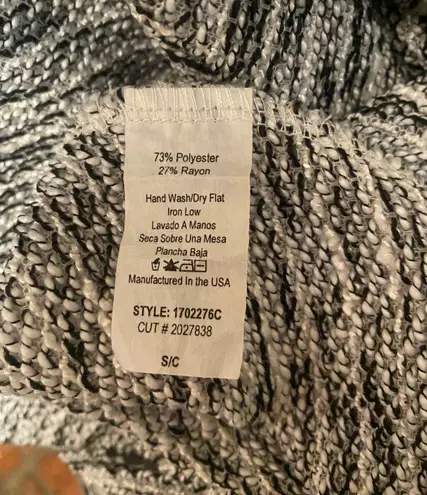 73% Polyester
27% Rayon
Hand Wash/Dry Flat
Iron Low
Lavado A Manos
Seca Sobre Una Mesa
Plancha Baja
Manufactured In the USA
STYLE: 1702276C
CUT # 2027838
S/C